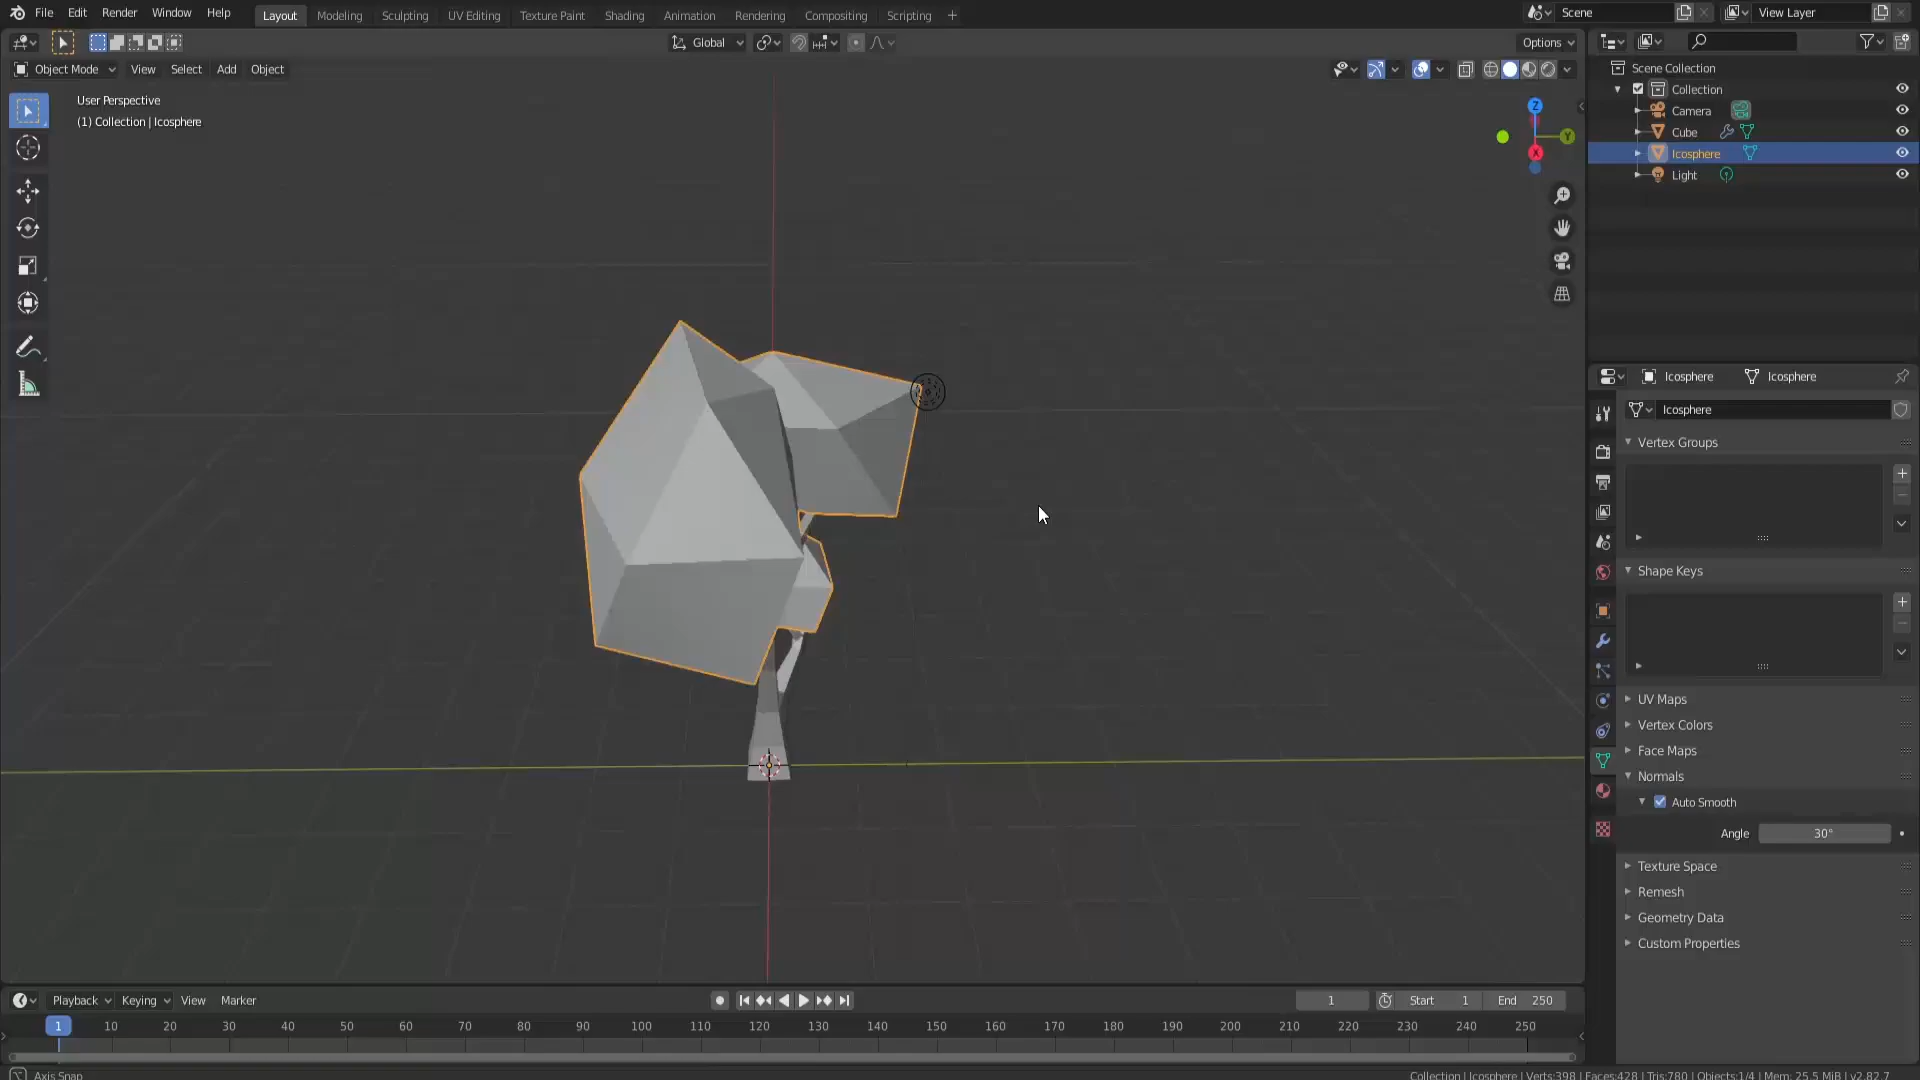 File Edit Render Window Help Layout Modeling Sculpting UV Editing Texture Paint Shading Animation Rendering Compositing Scripting + Scene View Layer
Global Options
Object Mode View Select Add Object
User Perspective
(1) Collection | Icosphere
Z
Y
X
Scene Collection
Collection
Camera
Cube
Icosphere
Light
Icosphere Icosphere
Icosphere
Vertex Groups
Shape Keys
UV Maps
Vertex Colors
Face Maps
Normals
Auto Smooth
Angle 30°
Texture Space
Remesh
Geometry Data
Custom Properties
Playback Keying View Marker 1 Start 1 End 250
1 10 20 30 40 50 60 70 80 90 100 110 120 130 140 150 160 170 180 190 200 210 220 230 240 250
Axis Snap Collection | Icosphere | Verts:398 | Faces:428 | Tris:780 | Objects:1/4 | Mem: 25.5 MiB | v2.82.7